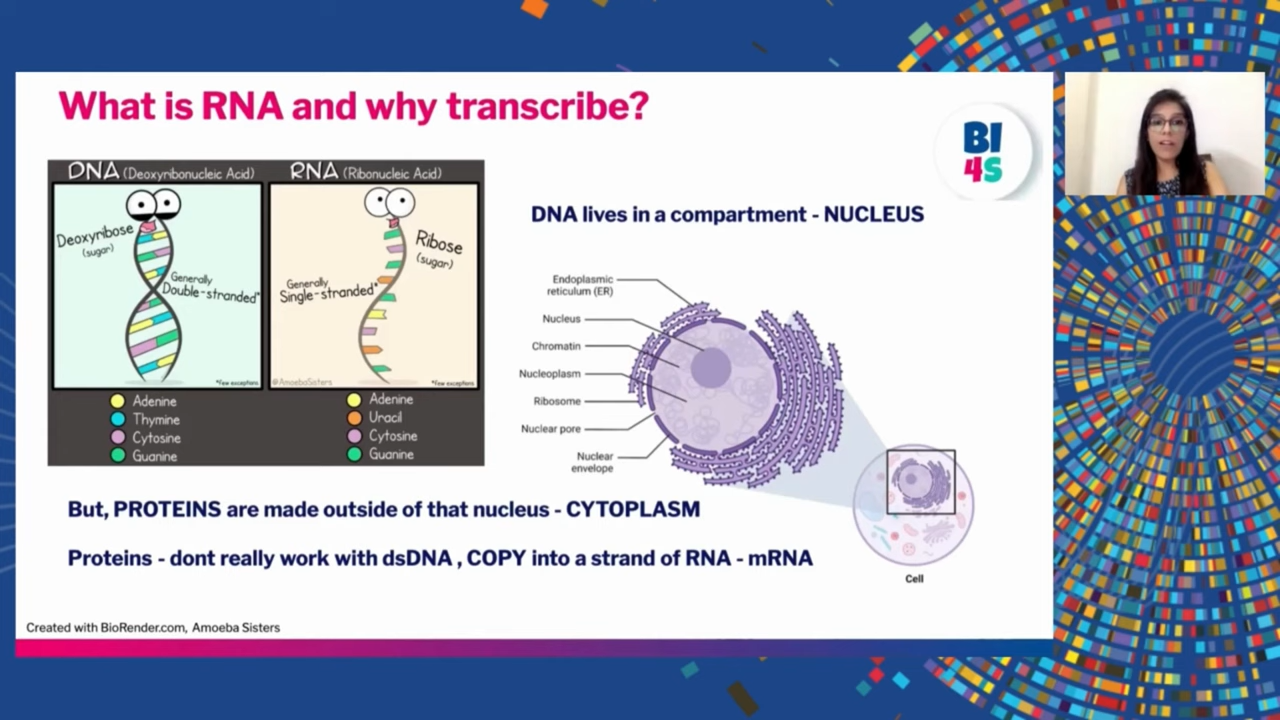 What is RNA and why transcribe?
BI
4S
DNA (Deoxyribonucleic Acid)
RNA (Ribonucleic Acid)
Deoxyribose
(sugar)
Generally
Double-stranded*
*few exceptions
Ribose
(sugar)
Generally
Single-stranded*
@AmoebaSisters
*few exceptions
Adenine
Thymine
Cytosine
Guanine
Adenine
Uracil
Cytosine
Guanine
DNA lives in a compartment - NUCLEUS
Endoplasmic
reticulum (ER)
Nucleus
Chromatin
Nucleoplasm
Ribosome
Nuclear pore
Nuclear
envelope
Cell
But, PROTEINS are made outside of that nucleus - CYTOPLASM
Proteins - dont really work with dsDNA , COPY into a strand of RNA - mRNA
Created with BioRender.com, Amoeba Sisters